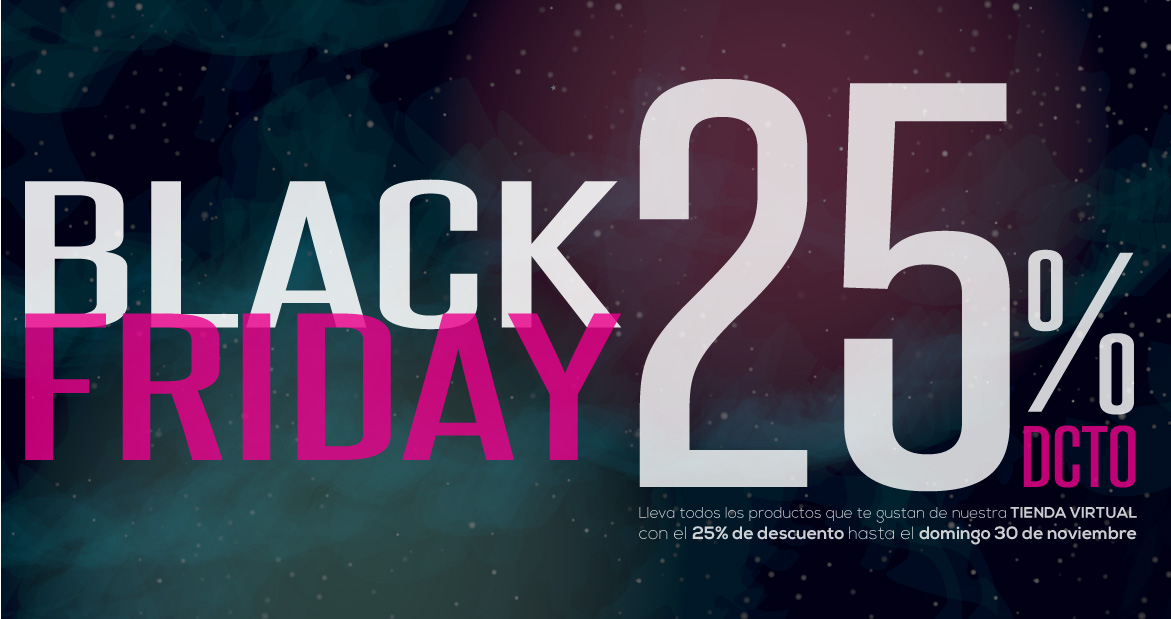 BLACK
FRIDAY
25%
DCTO
Lleva todos los productos que te gustan de nuestra TIENDA VIRTUAL
con el 25% de descuento hasta el domingo 30 de noviembre